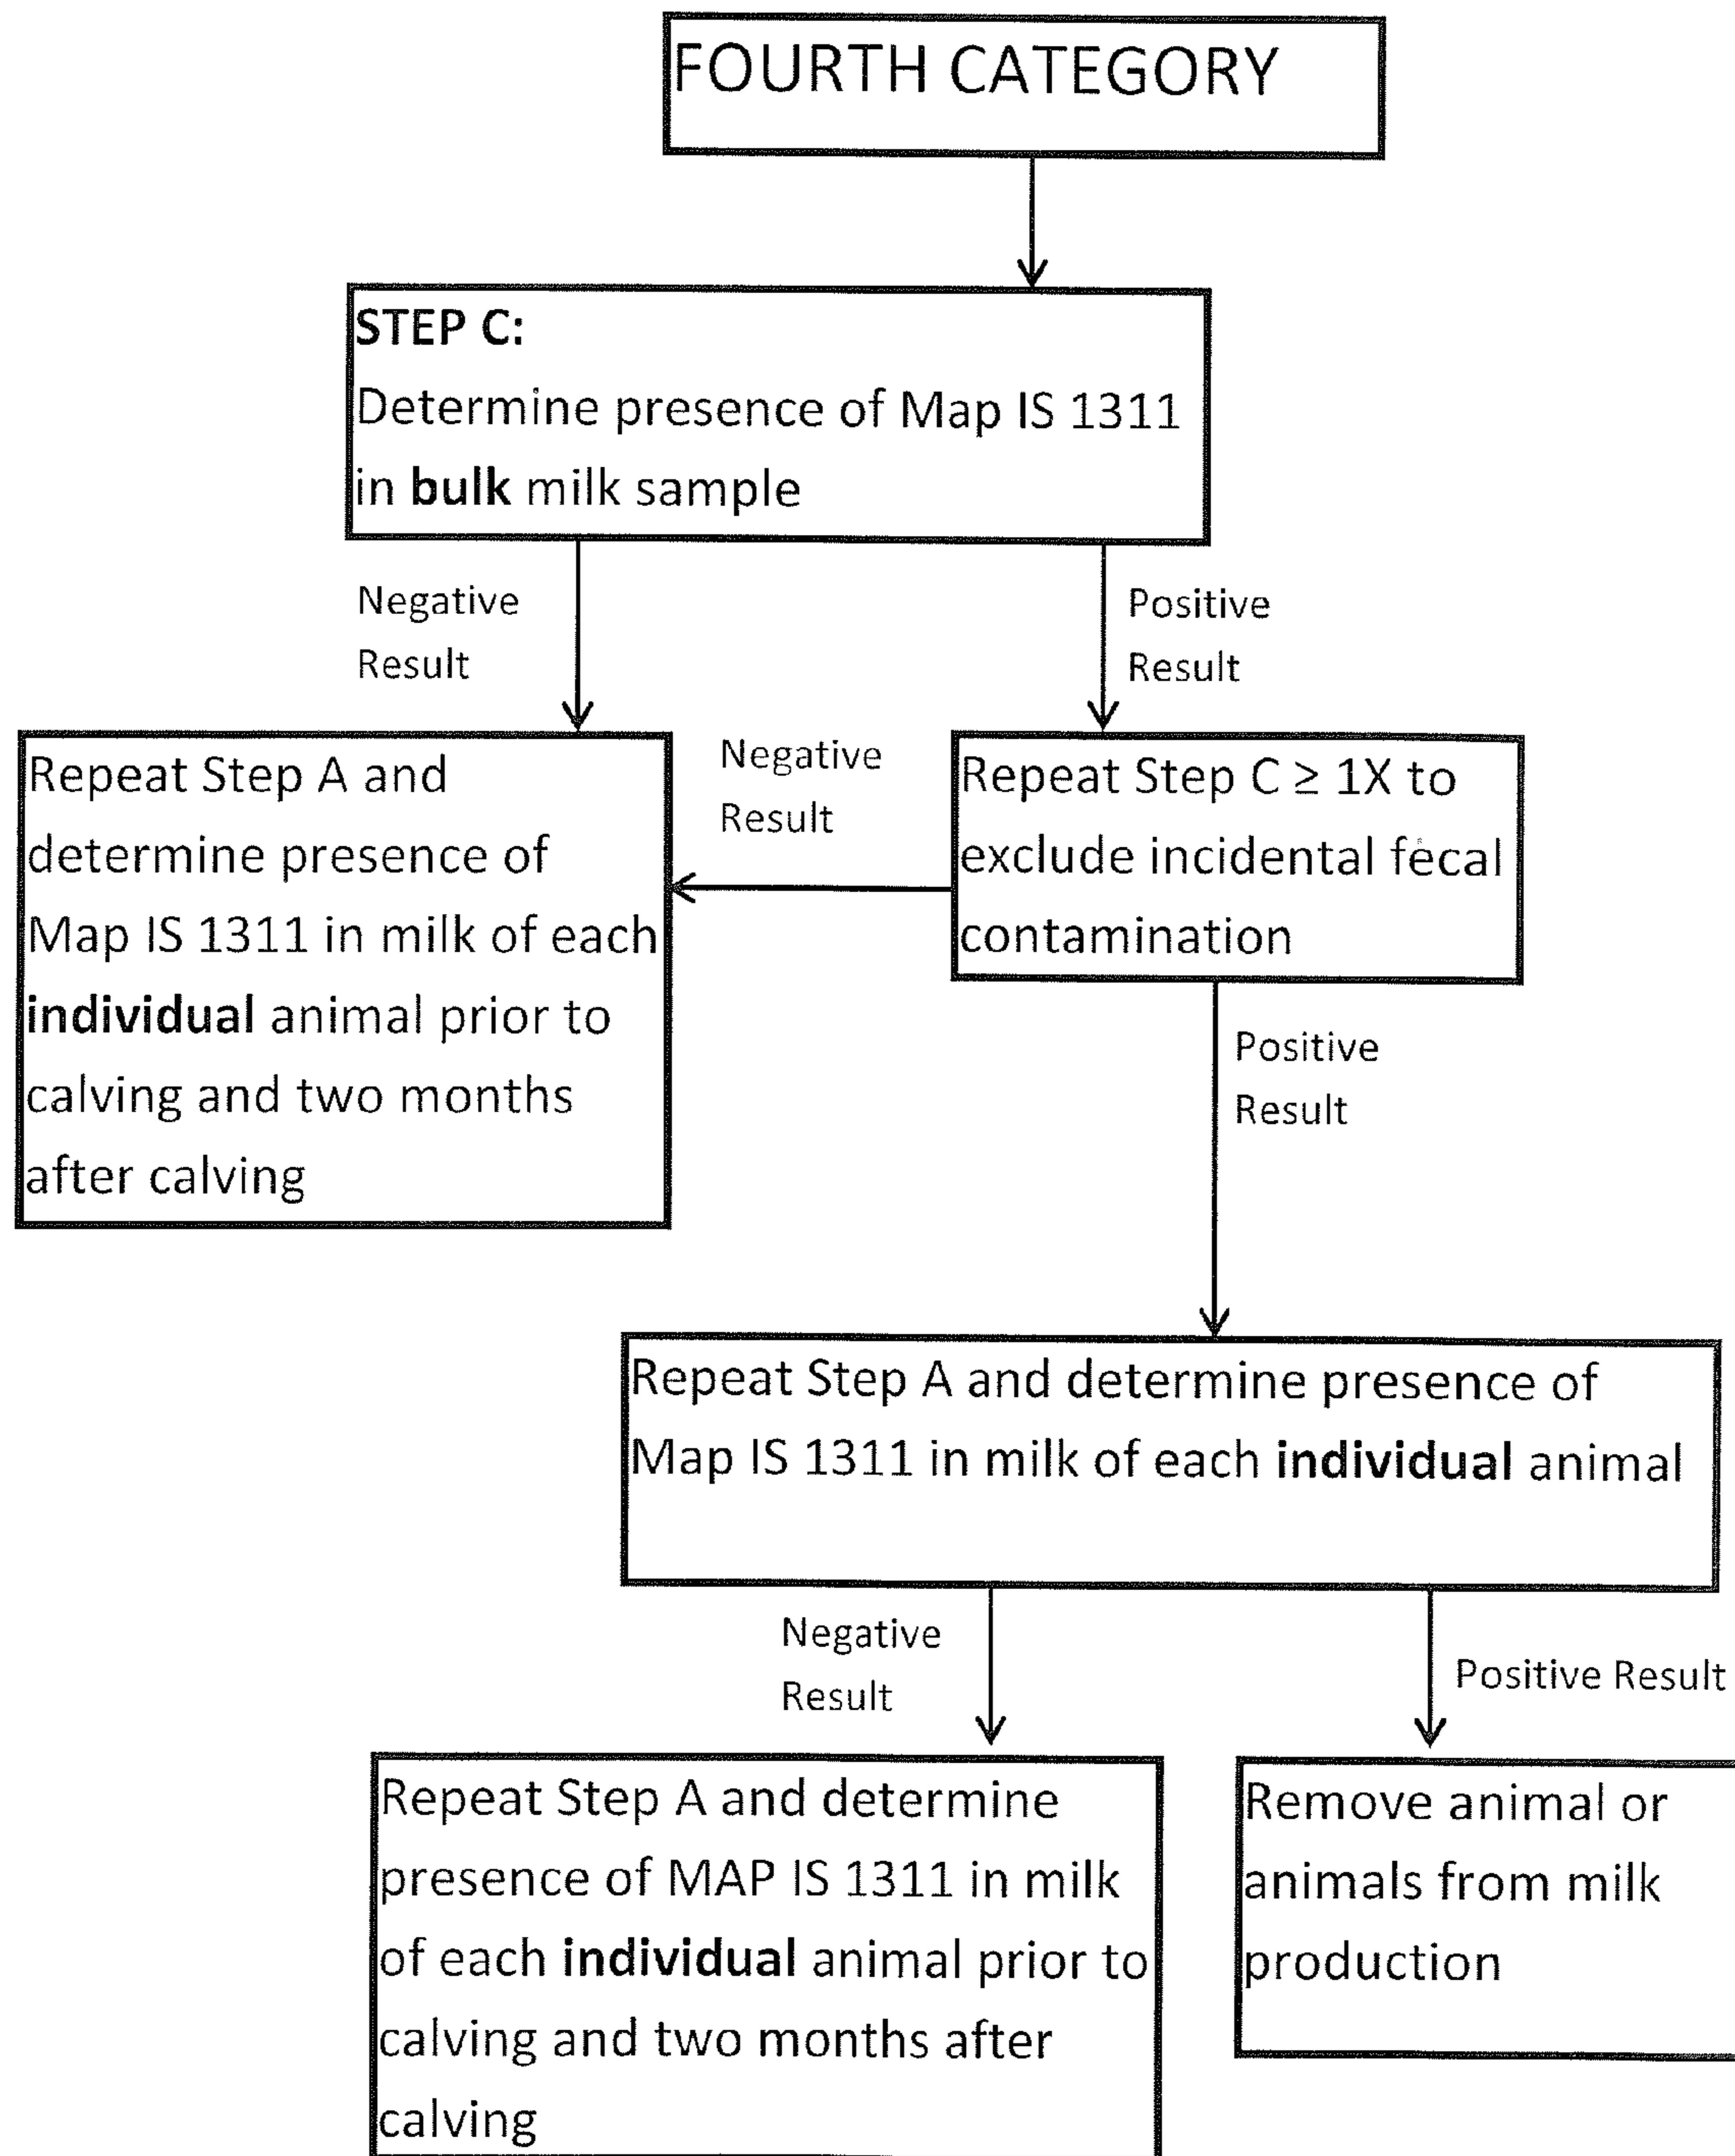 FOURTH CATEGORY
STEP C:
Determine presence of Map IS 1311
in bulk milk sample
Negative
Result
Positive
Result
Repeat Step A and
determine presence of
Map IS 1311 in milk of each
individual animal prior to
calving and two months
after calving
Negative
Result
Repeat Step C ≥ 1X to
exclude incidental fecal
contamination
Positive
Result
Repeat Step A and determine presence of
Map IS 1311 in milk of each individual animal
Negative
Result
Positive Result
Repeat Step A and determine
presence of MAP IS 1311 in milk
of each individual animal prior to
calving and two months after
calving
Remove animal or
animals from milk
production